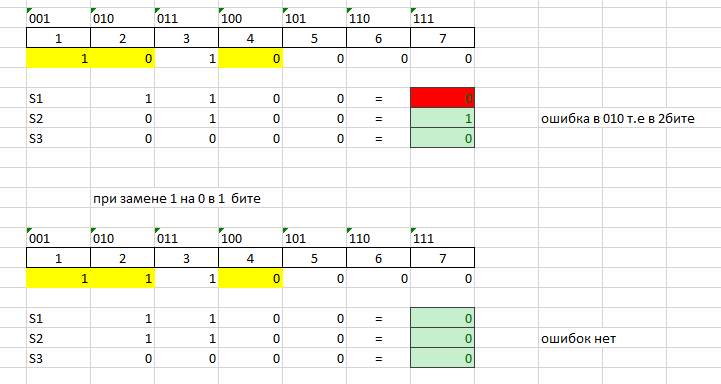 001 010 011 100 101 110 111
1 2 3 4 5 6 7
1 0 1 0 0 0 0
S1 1 1 0 0 = 0
S2 0 1 0 0 = 1 ошибка в 010 т.е в 2бите
S3 0 0 0 0 = 0
при замене 1 на 0 в 1 бите
001 010 011 100 101 110 111
1 2 3 4 5 6 7
1 1 1 0 0 0 0
S1 1 1 0 0 = 0
S2 1 1 0 0 = 0 ошибок нет
S3 0 0 0 0 = 0